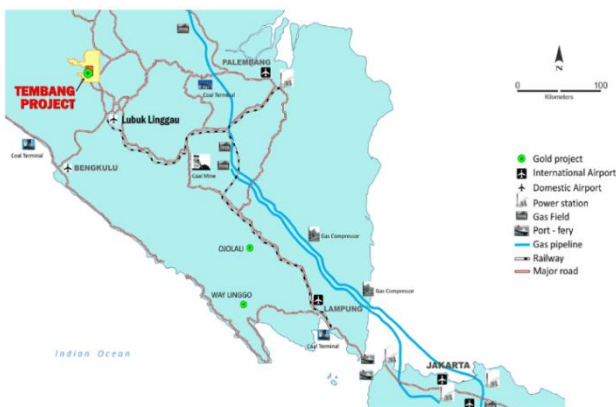 PALEMBANG
Coal Terminal
TEMBANG
PROJECT
Lubuk Linggau
Coal Terminal
BENGKULU
Coal Mine
OJOLALI
Gas Compressor
WAY LINGGO
Gas Compressor
LAMPUNG
Coal Terminal
Indian Ocean
JAKARTA
N
0
100
Kilometers
Gold project
International Airport
Domestic Airport
Power station
Gas Field
Port - fery
Gas pipeline
Railway
Major road